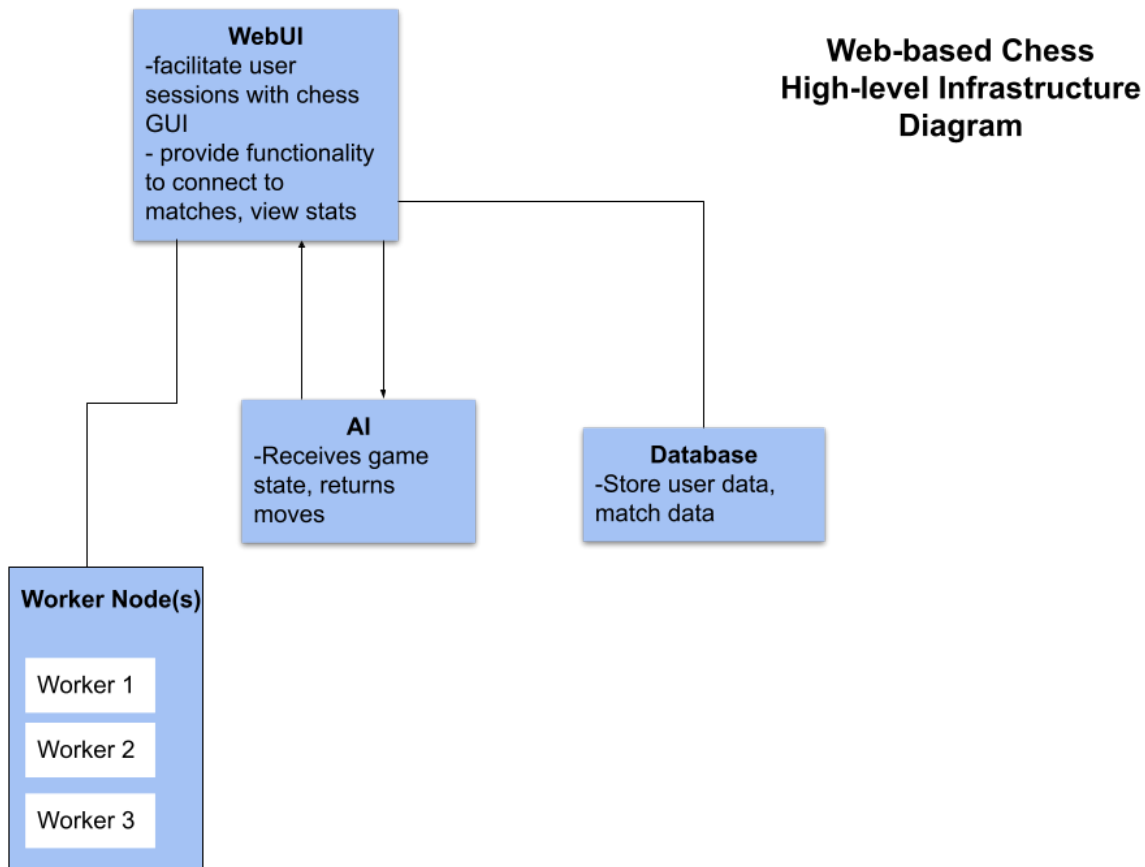 WebUI
-facilitate user
sessions with chess
GUI
- provide functionality
to connect to
matches, view stats
Web-based Chess
High-level Infrastructure
Diagram
AI
-Receives game
state, returns
moves
Database
-Store user data,
match data
Worker Node(s)
Worker 1
Worker 2
Worker 3